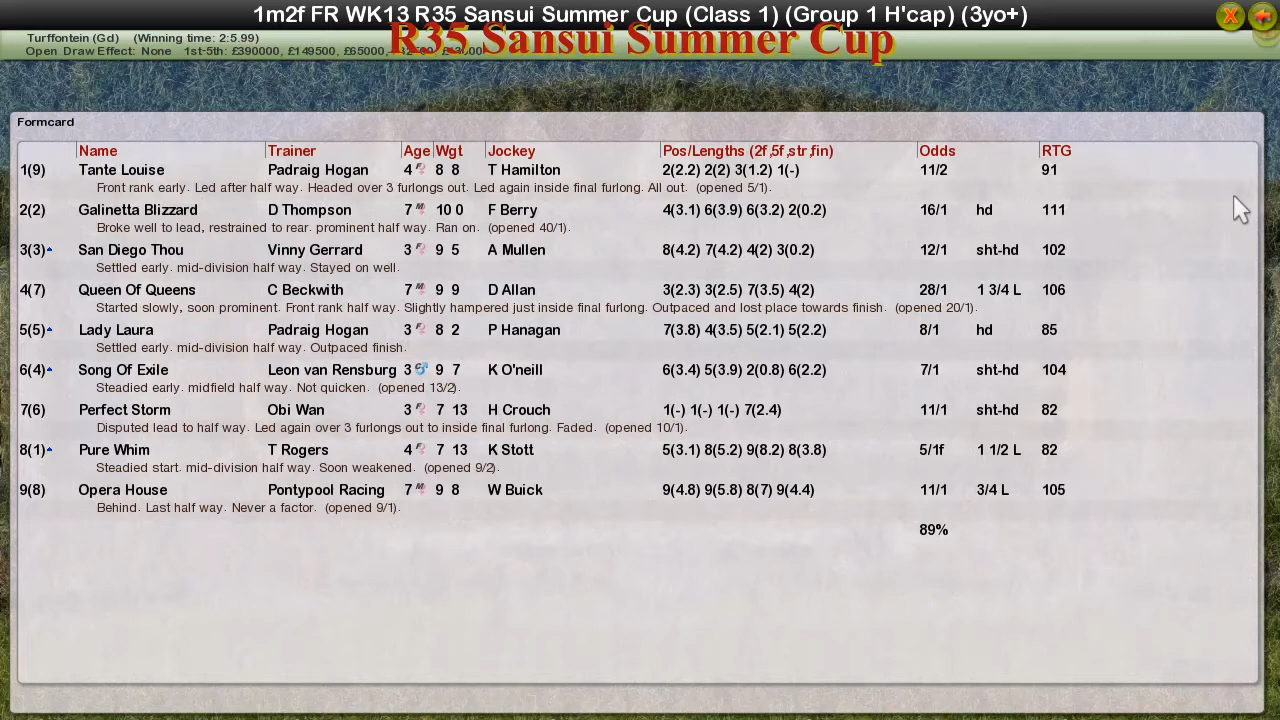 1m2f FR WK13 R35 Sansui Summer Cup (Class 1) (Group 1 H'cap) (3yo+)
R35 Sansui Summer Cup
Turffontein (Gd) (Winning time: 2:5.99)
Open Draw Effect: None 1st-5th: £390000, £149500, £65000,
Formcard
Name Trainer Age Wgt Jockey Pos/Lengths (2f,5f,str,fin) Odds RTG
1(9) Tante Louise Padraig Hogan 4 8 8 T Hamilton 2(2.2) 2(2) 3(1.2) 1(-) 11/2 91
Front rank early. Led after half way. Headed over 3 furlongs out. Led again inside final furlong. All out. (opened 5/1).
2(2) Galinetta Blizzard D Thompson 7 10 0 F Berry 4(3.1) 6(3.9) 6(3.2) 2(0.2) 16/1 hd 111
Broke well to lead, restrained to rear. prominent half way. Ran on. (opened 40/1).
3(3) San Diego Thou Vinny Gerrard 3 9 5 A Mullen 8(4.2) 7(4.2) 4(2) 3(0.2) 12/1 sht-hd 102
Settled early. mid-division half way. Stayed on well.
4(7) Queen Of Queens C Beckwith 7 9 9 D Allan 3(2.3) 3(2.5) 7(3.5) 4(2) 28/1 1 3/4 L 106
Started slowly, soon prominent. Front rank half way. Slightly hampered just inside final furlong. Outpaced and lost place towards finish. (opened 20/1).
5(5) Lady Laura Padraig Hogan 3 8 2 P Hanagan 7(3.8) 4(3.5) 5(2.1) 5(2.2) 8/1 hd 85
Settled early. mid-division half way. Outpaced finish.
6(4) Song Of Exile Leon van Rensburg 3 9 7 K O'neill 6(3.4) 5(3.9) 2(0.8) 6(2.2) 7/1 sht-hd 104
Steadied early. midfield half way. Not quicken. (opened 13/2).
7(6) Perfect Storm Obi Wan 3 7 13 H Crouch 1(-) 1(-) 1(-) 7(2.4) 11/1 sht-hd 82
Disputed lead to half way. Led again over 3 furlongs out to inside final furlong. Faded. (opened 10/1).
8(1) Pure Whim T Rogers 4 7 13 K Stott 5(3.1) 8(5.2) 9(8.2) 8(3.8) 5/1f 1 1/2 L 82
Steadied start. mid-division half way. Soon weakened. (opened 9/2).
9(8) Opera House Pontypool Racing 7 9 8 W Buick 9(4.8) 9(5.8) 8(7) 9(4.4) 11/1 3/4 L 105
Behind. Last half way. Never a factor. (opened 9/1).
89%